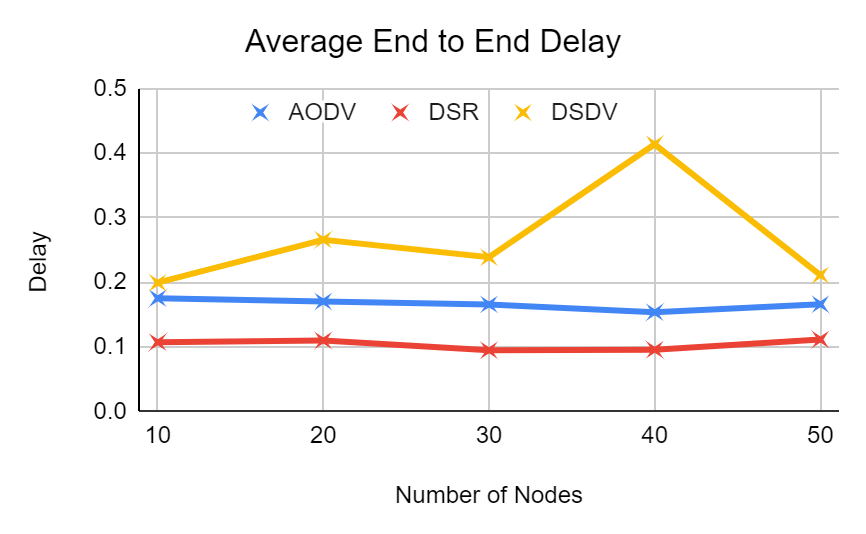 Average End to End Delay
AODV DSR DSDV
0.5
0.4
0.3
0.2
0.1
0.0
Delay
10 20 30 40 50
Number of Nodes